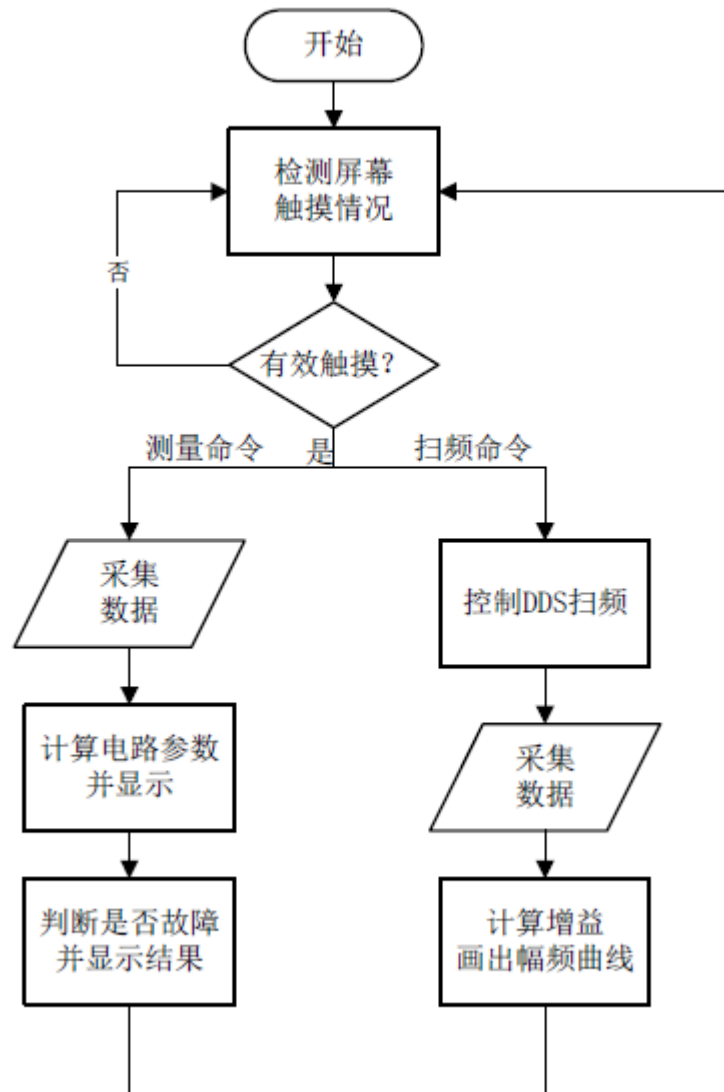 开始
检测屏幕
触摸情况
否
有效触摸?
测量命令
是
扫频命令
采集
数据
控制DDS扫频
计算电路参数
并显示
采集
数据
判断是否故障
并显示结果
计算增益
画出幅频曲线